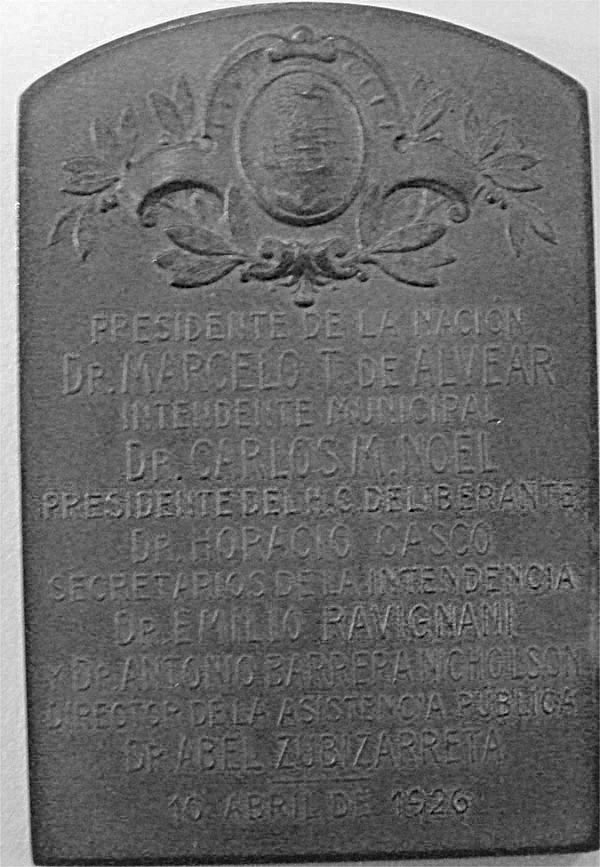 PRESIDENTE DE LA NACION
DR. MARCELO T. DE ALVEAR
INTENDENTE MUNICIPAL
DR. CARLOS M. NOEL
PRESIDENTE DEL H. C. DELIBERANTE
DR. HORACIO CASCO
SECRETARIOS DE LA INTENDENCIA
DR. EMILIO RAVIGNANI
Y DR. ANTONIO BARRERA NICHOLSON
DIRECTOR DE LA ASISTENCIA PUBLICA
DR. ABEL ZUBIZARRETA
ABRIL DE 1926